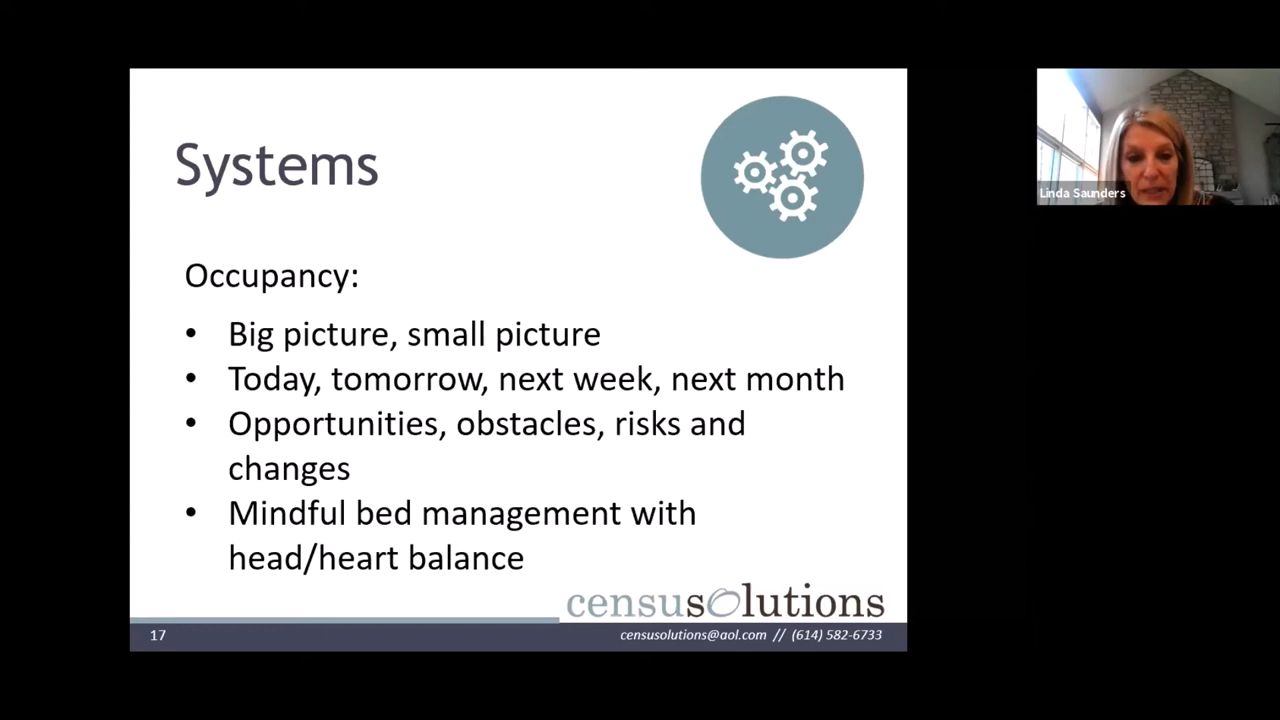 Systems
Linda Saunders
Occupancy:
• Big picture, small picture
• Today, tomorrow, next week, next month
• Opportunities, obstacles, risks and
changes
• Mindful bed management with
head/heart balance
censusolutions
17
censusolutions@aol.com // (614) 582-6733